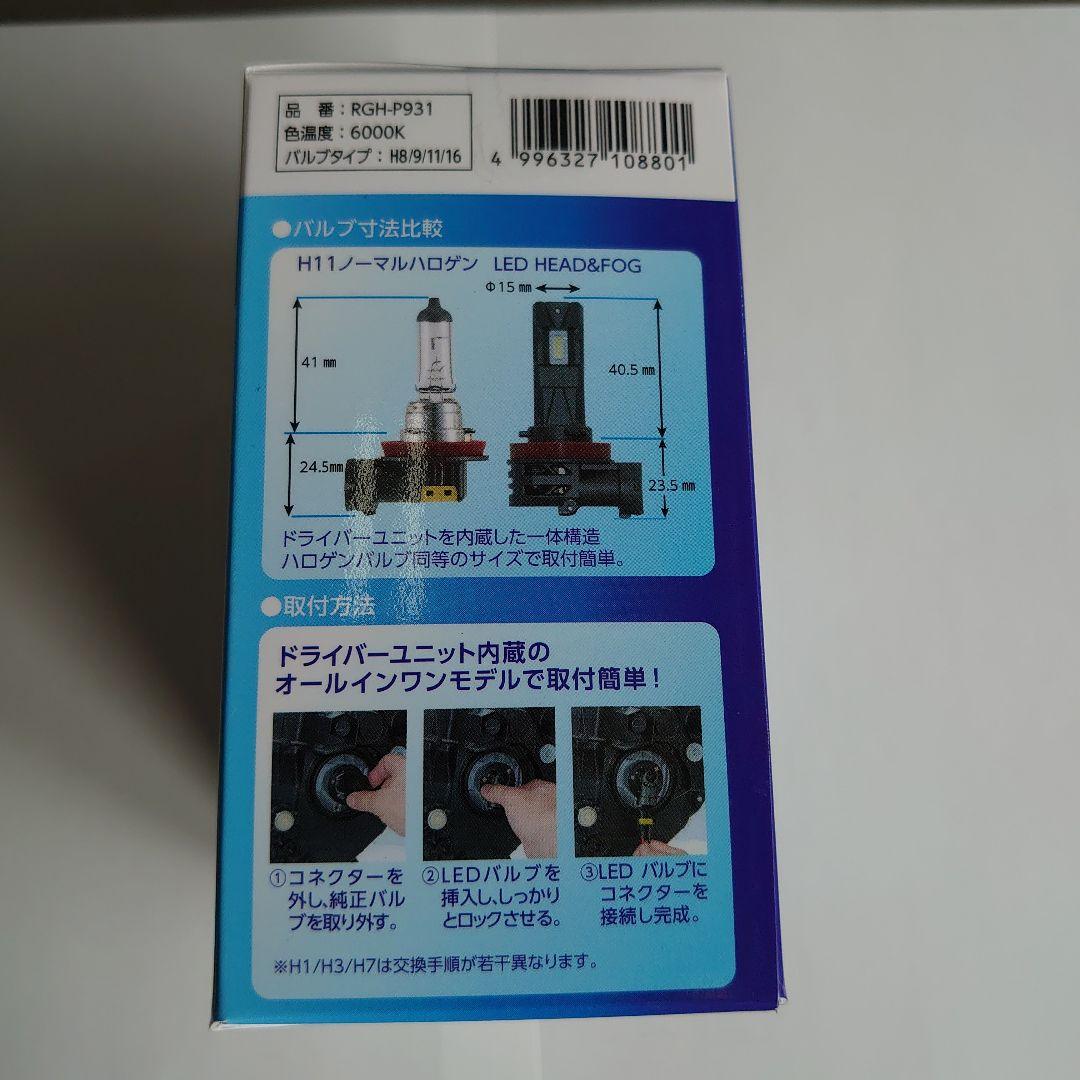 品　番：RGH-P931
色温度：6000K
バルブタイプ：H8/9/11/16
4 996327 108801
●バルブ寸法比較
H11ノーマルハロゲン LED HEAD&FOG
Φ15㎜
41㎜
40.5㎜
24.5㎜
23.5㎜
ドライバーユニットを内蔵した一体構造
ハロゲンバルブ同等のサイズで取付簡単。
●取付方法
ドライバーユニット内蔵の
オールインワンモデルで取付簡単！
①コネクターを
外し、純正バル
ブを取り外す。
②LEDバルブを
挿入し、しっかり
とロックさせる。
③LED バルブに
コネクターを
接続し完成。
※H1/H3/H7は交換手順が若干異なります。